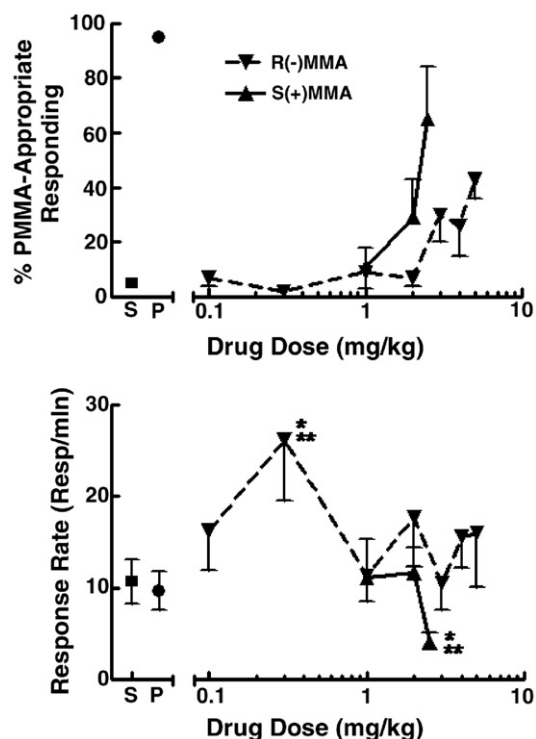 100
80
60
40
20
0
% PMMA-Appropriate
Responding
R(-)MMA
S(+)MMA
S P 0.1 1 10
Drug Dose (mg/kg)
30
20
10
0
Response Rate (Resp/mIn)
*
**
*
**
S P 0.1 1 10
Drug Dose (mg/kg)